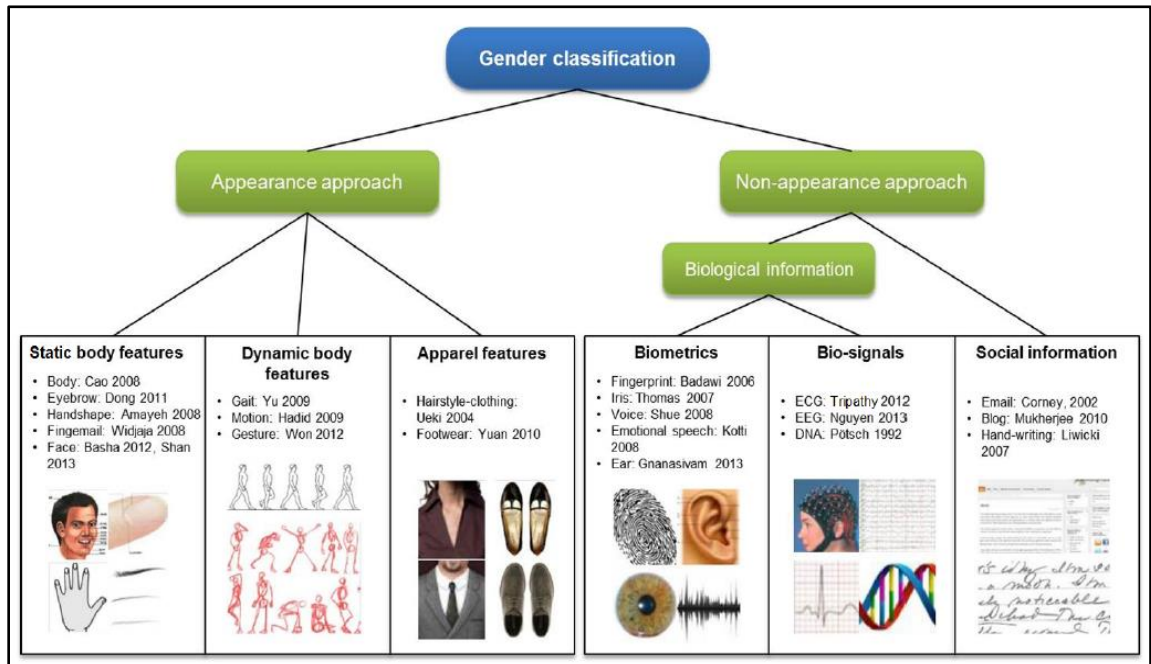 Gender classification
Appearance approach
Non-appearance approach
Biological information
Static body features
• Body: Cao 2008
• Eyebrow: Dong 2011
• Handshape: Amayeh 2008
• Fingernail: Widjaja 2008
• Face: Basha 2012, Shan
2013
Dynamic body
features
• Gait: Yu 2009
• Motion: Hadid 2009
• Gesture: Won 2012
Apparel features
• Hairstyle-clothing:
Ueki 2004
• Footwear: Yuan 2010
Biometrics
• Fingerprint: Badawi 2006
• Iris: Thomas 2007
• Voice: Shue 2008
• Emotional speech: Kotti
2008
• Ear: Gnanasivam 2013
Bio-signals
• ECG: Tripathy 2012
• EEG: Nguyen 2013
• DNA: Pötsch 1992
Social information
• Email: Corney, 2002
• Blog: Mukherjee 2010
• Hand-writing: Liwicki
2007
a moon. I'm
noticeable